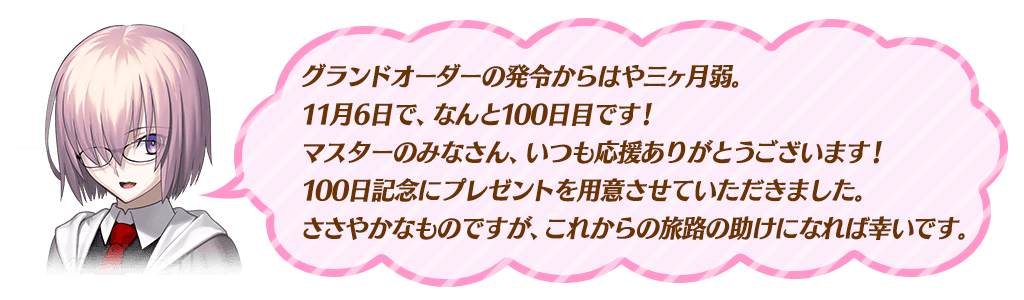 グランドオーダーの発令からはや三ヶ月弱。
11月6日で、なんと100日目です！
マスターのみなさん、いつも応援ありがとうございます！
100日記念にプレゼントを用意させていただきました。
ささやかなものですが、これからの旅路の助けになれば幸いです。